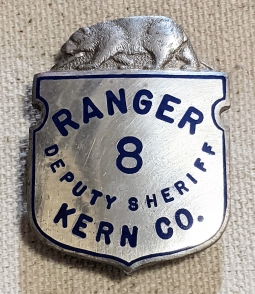 RANGER
8
DEPUTY SHERIFF
KERN CO.